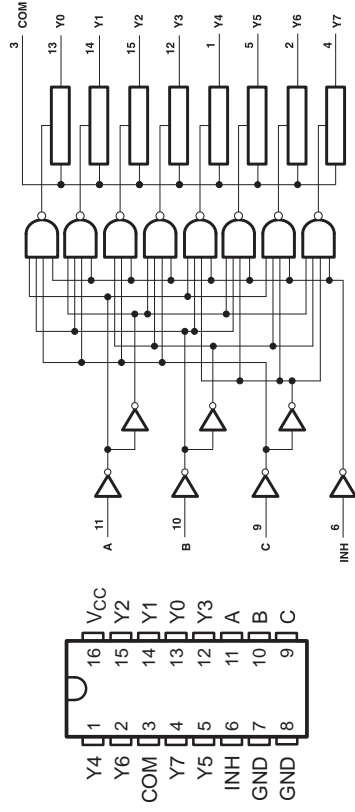 Y4 1 16 VCC
Y6 2 15 Y2
COM 3 14 Y1
Y7 4 13 Y0
Y5 5 12 Y3
INH 6 11 A
GND 7 10 B
GND 8 9 C
3 COM
13 Y0
14 Y1
15 Y2
12 Y3
1 Y4
5 Y5
2 Y6
4 Y7
A 11
B 10
C 9
INH 6